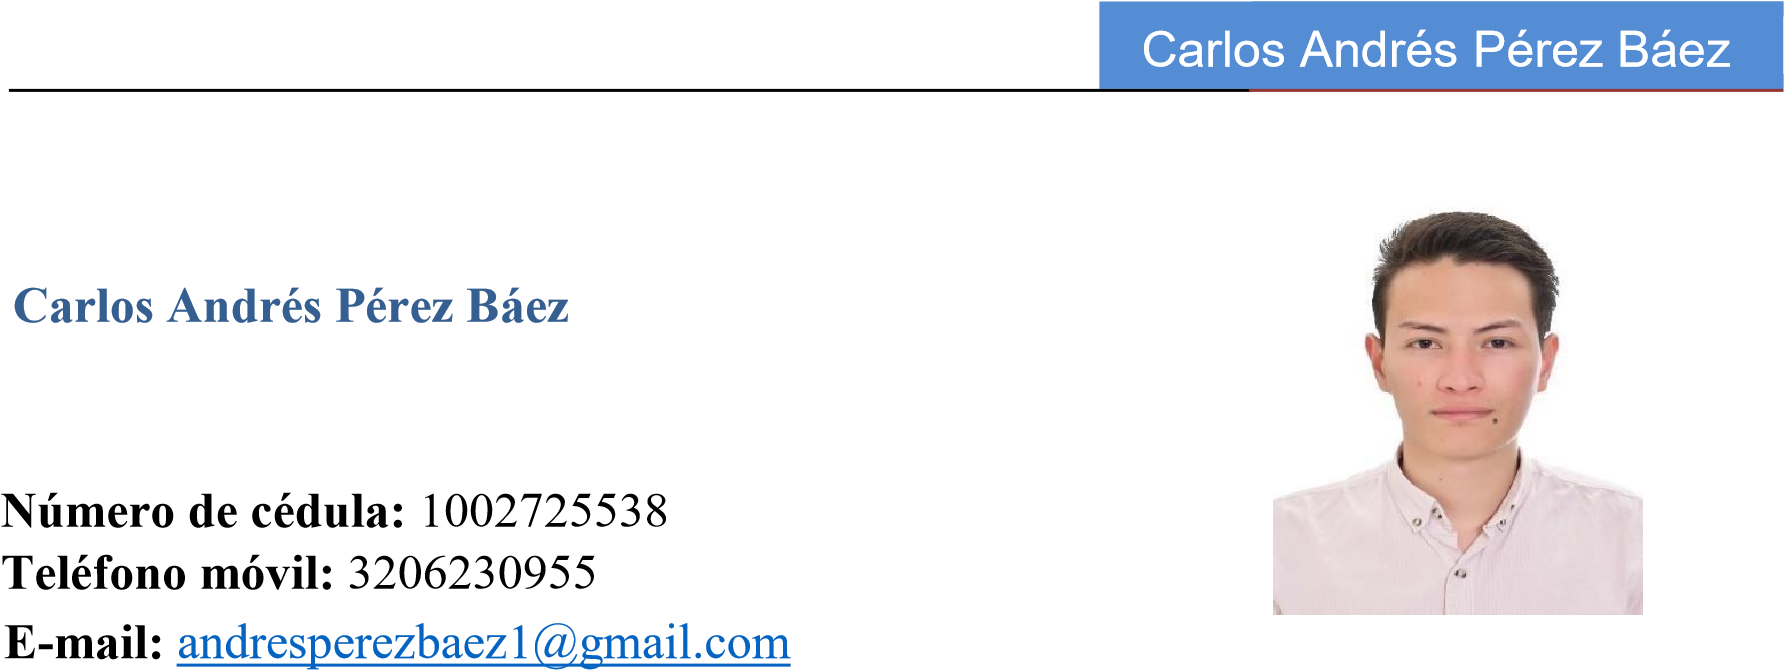 Carlos Andrés Pérez Báez
Carlos Andrés Pérez Báez
Número de cédula: 1002725538
Teléfono móvil: 3206230955
E-mail: andresperezbaez1@gmail.com